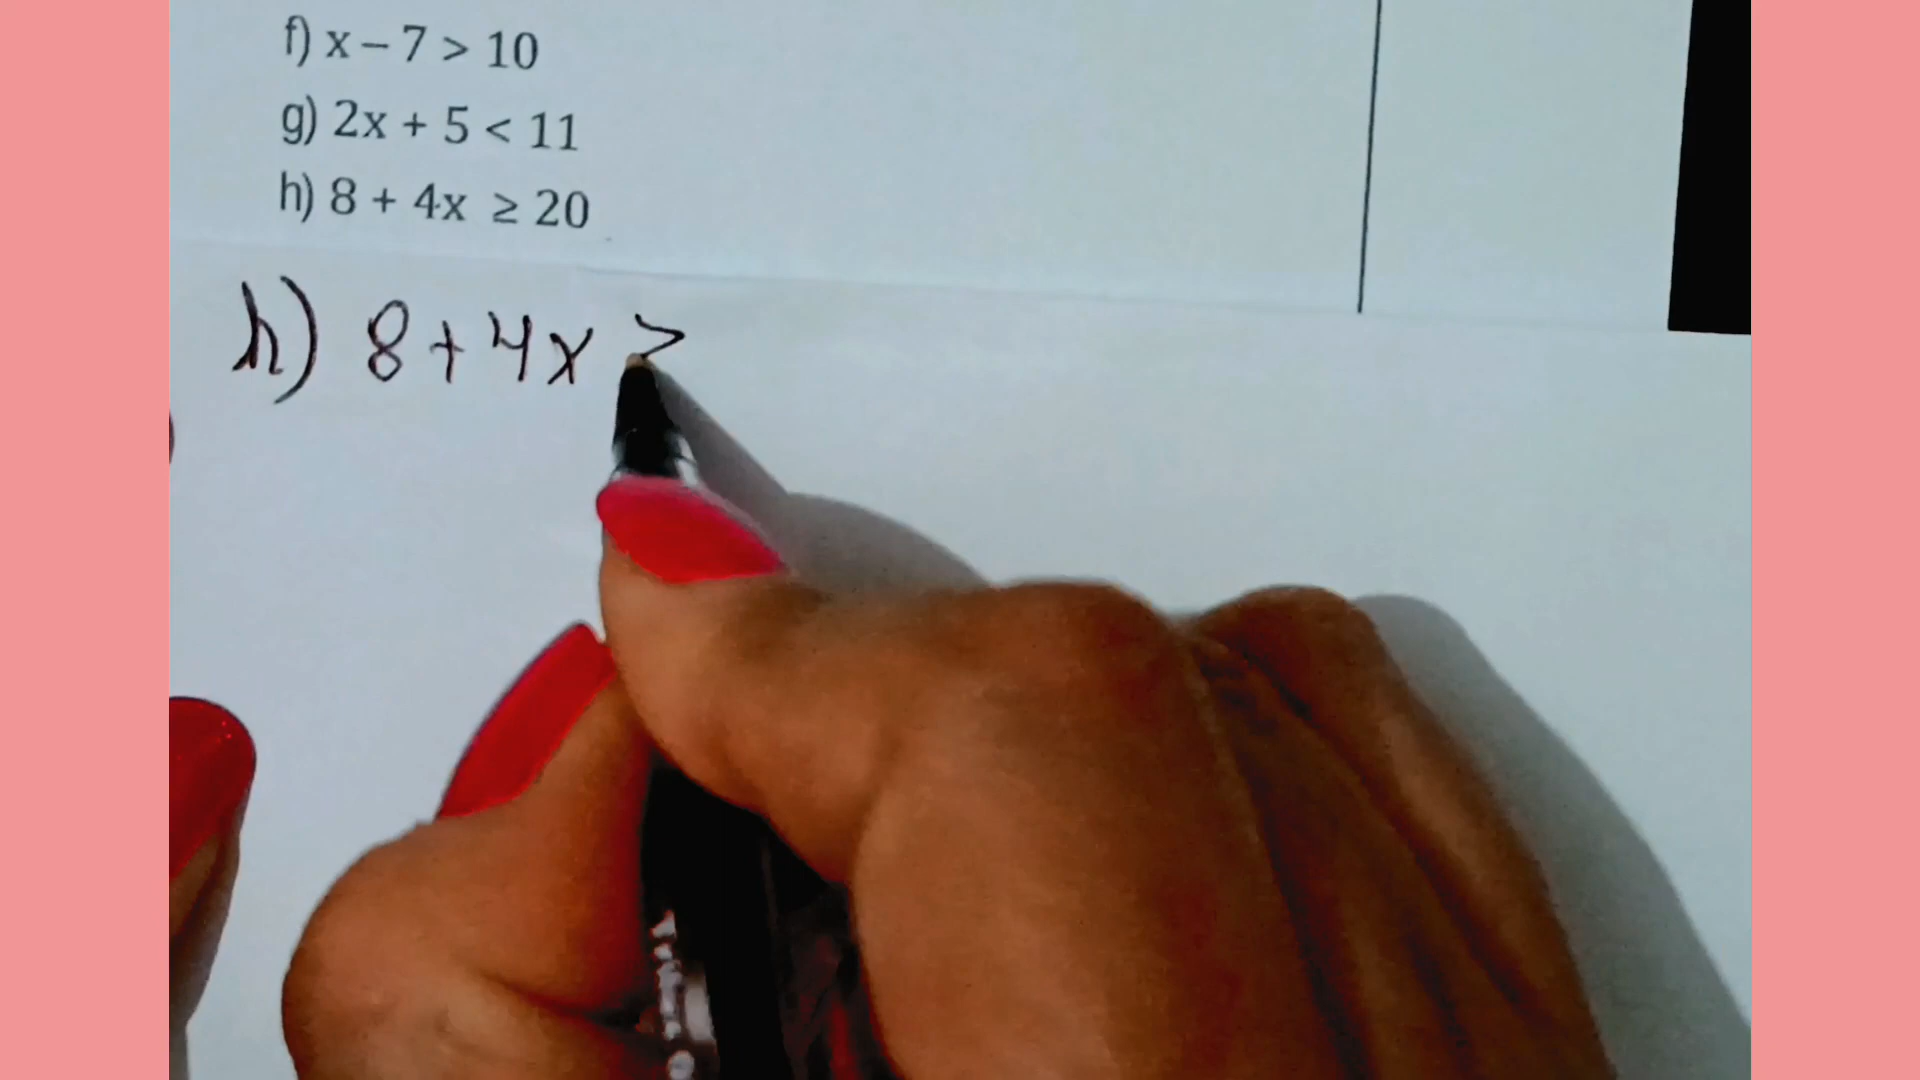 f) x – 7 > 10
g) 2x + 5 < 11
h) 8 + 4x ≥ 20
h) 8 + 4x >